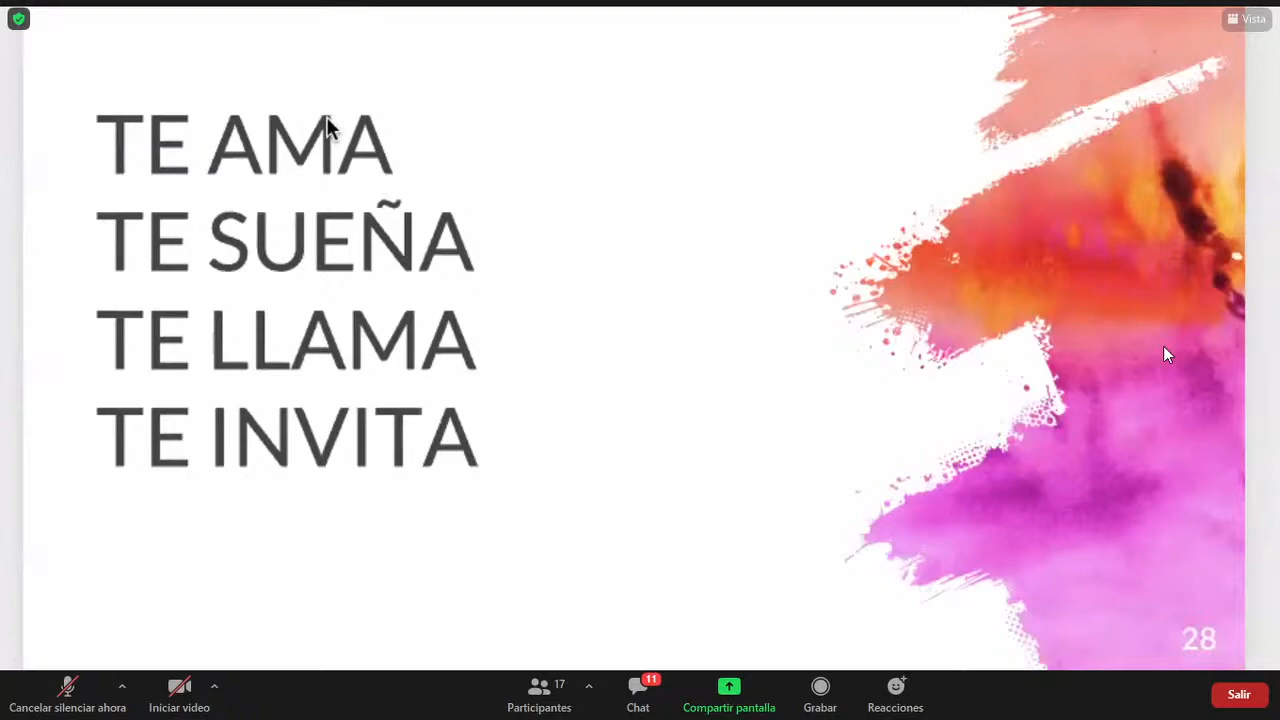 Vista
TE AMA
TE SUEÑA
TE LLAMA
TE INVITA
28
Cancelar silenciar ahora
Iniciar video
17
Participantes
11
Chat
Compartir pantalla
Grabar
Reacciones
Salir